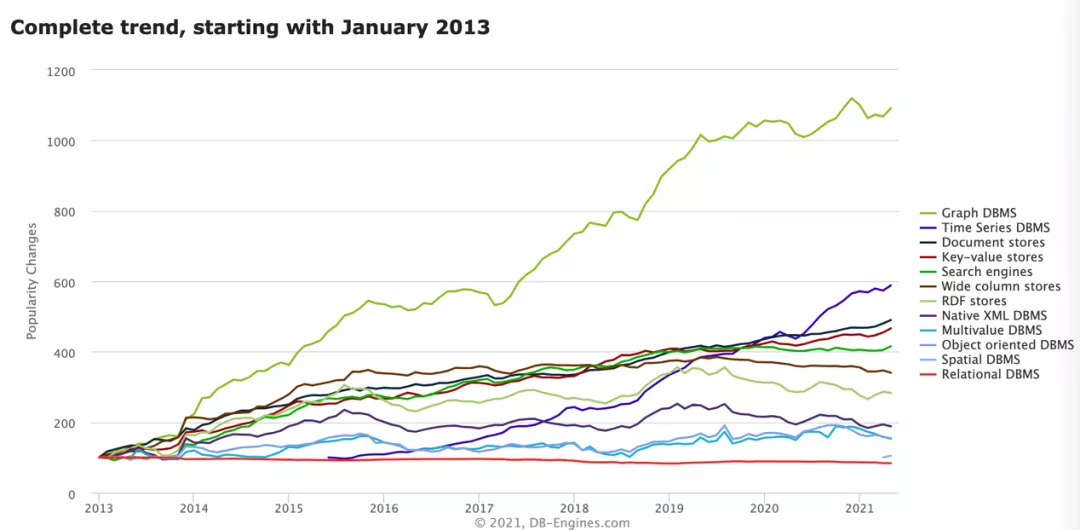 Complete trend, starting with January 2013
1200
1000
800
600
400
200
0
Popularity Changes
2013 2014 2015 2016 2017 2018 2019 2020 2021
© 2021, DB-Engines.com
Graph DBMS
Time Series DBMS
Document stores
Key-value stores
Search engines
Wide column stores
RDF stores
Native XML DBMS
Multivalue DBMS
Object oriented DBMS
Spatial DBMS
Relational DBMS